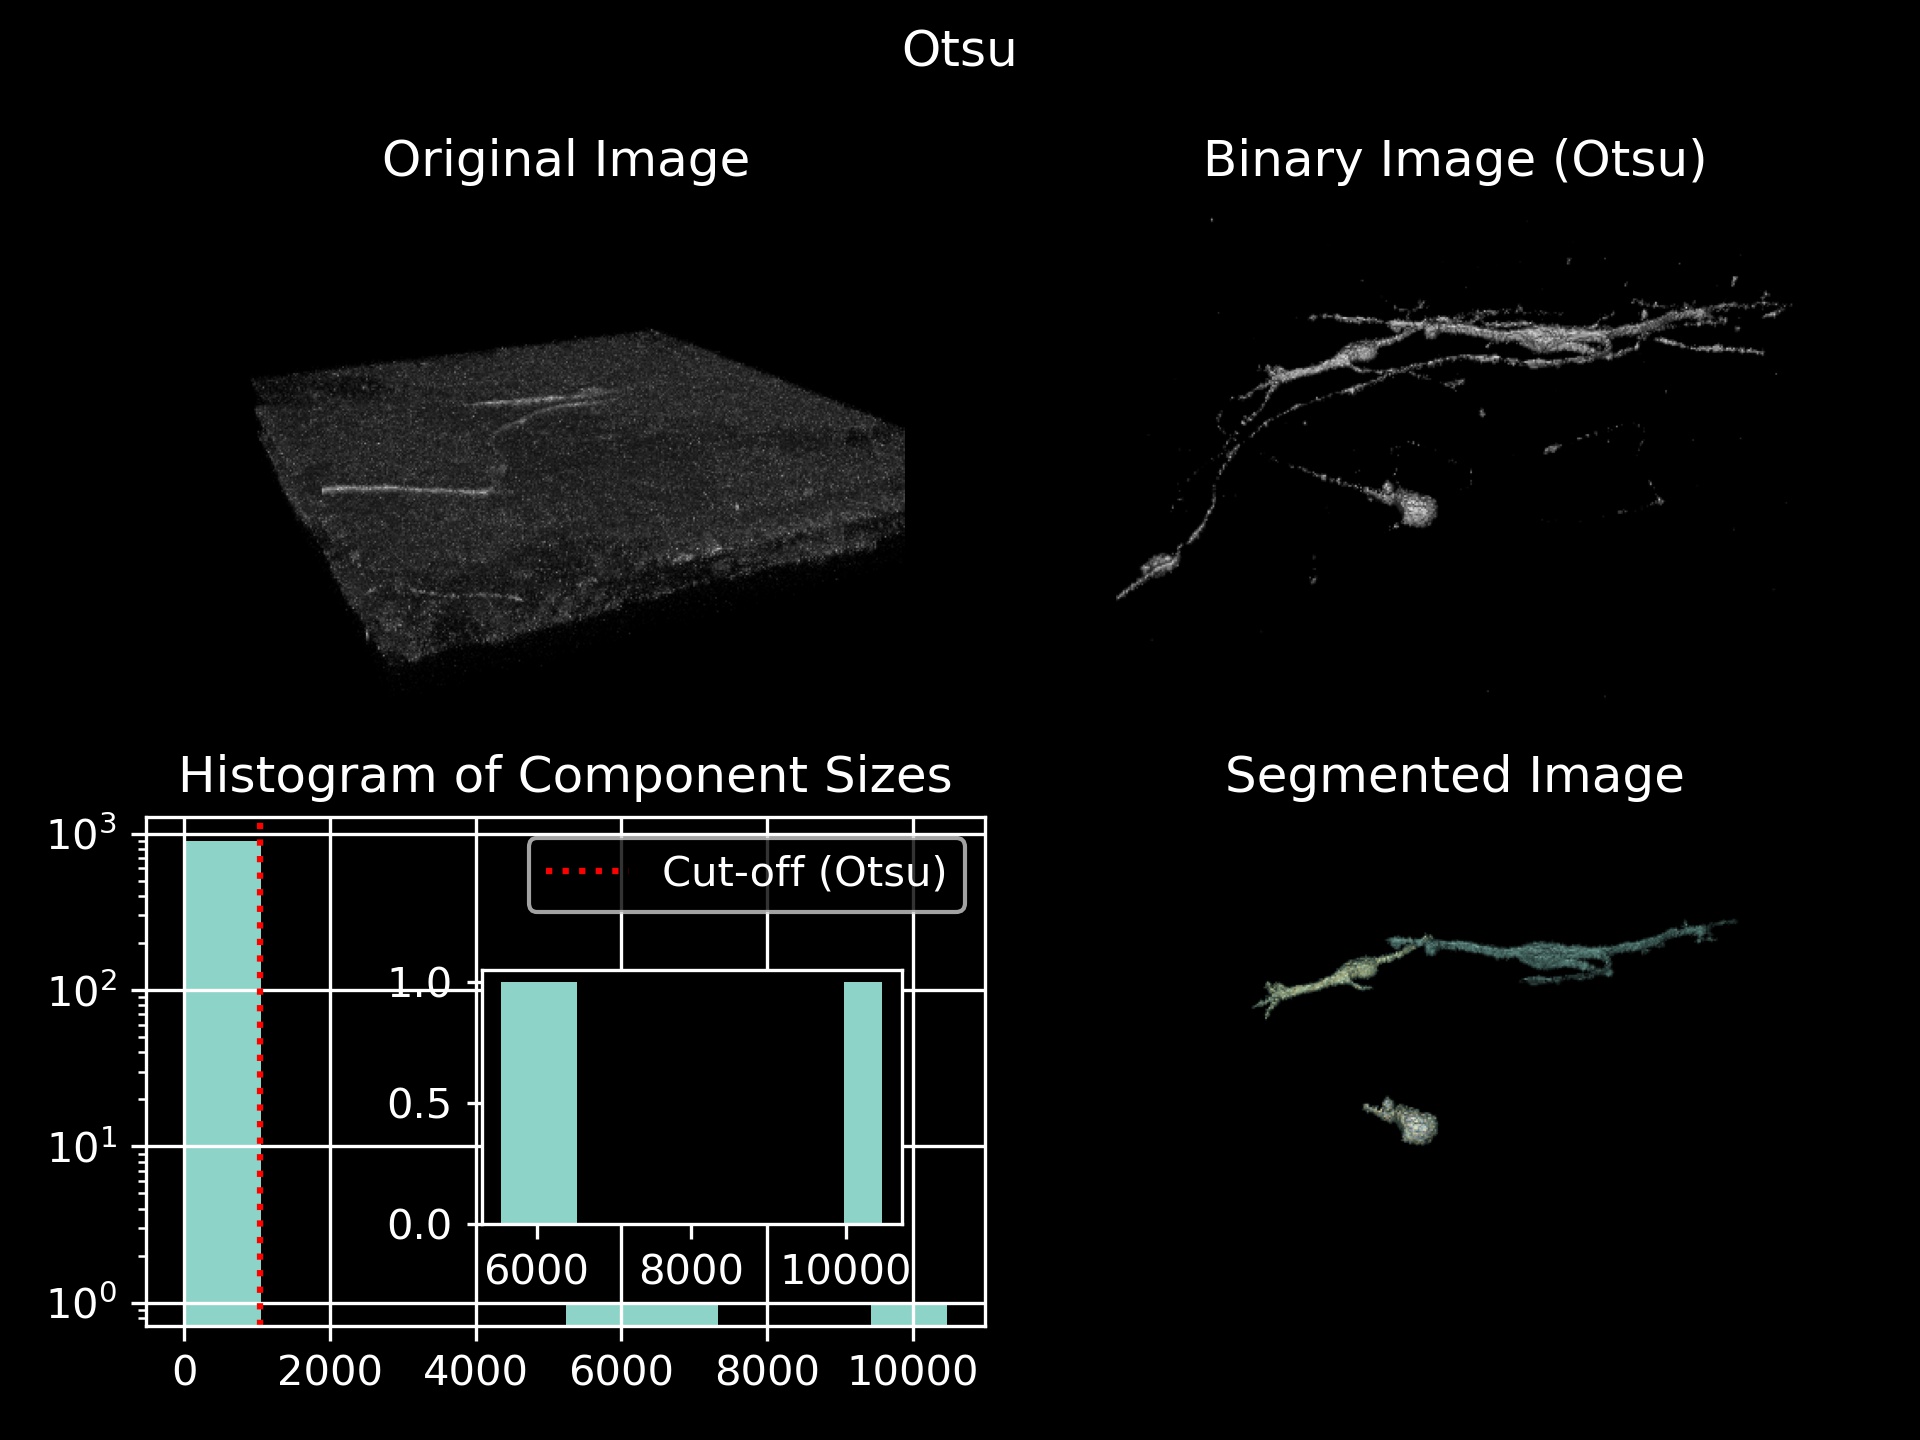 Otsu
Original Image
Binary Image (Otsu)
Histogram of Component Sizes
Segmented Image
10³
10²
10¹
10⁰
Cut-off (Otsu)
1.0
0.5
0.0
6000 8000 10000
0 2000 4000 6000 8000 10000